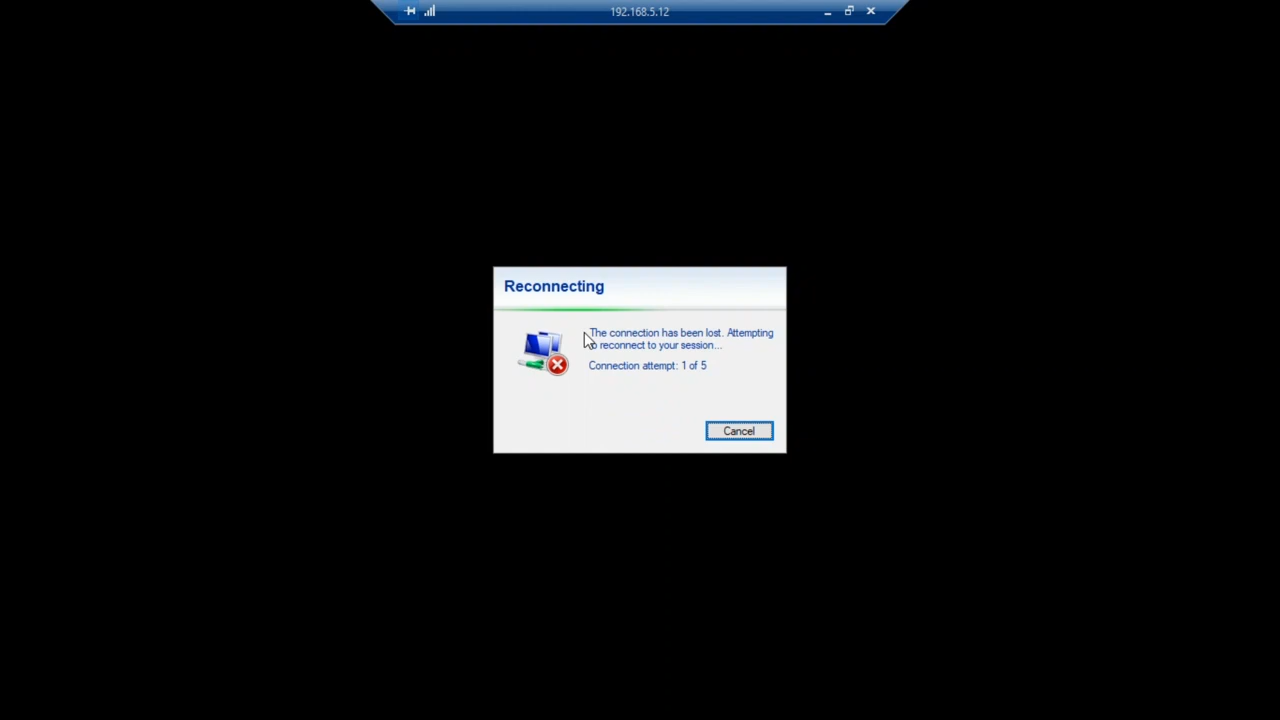 192.168.5.12
Reconnecting
The connection has been lost. Attempting
o reconnect to your session...
Connection attempt: 1 of 5
Cancel